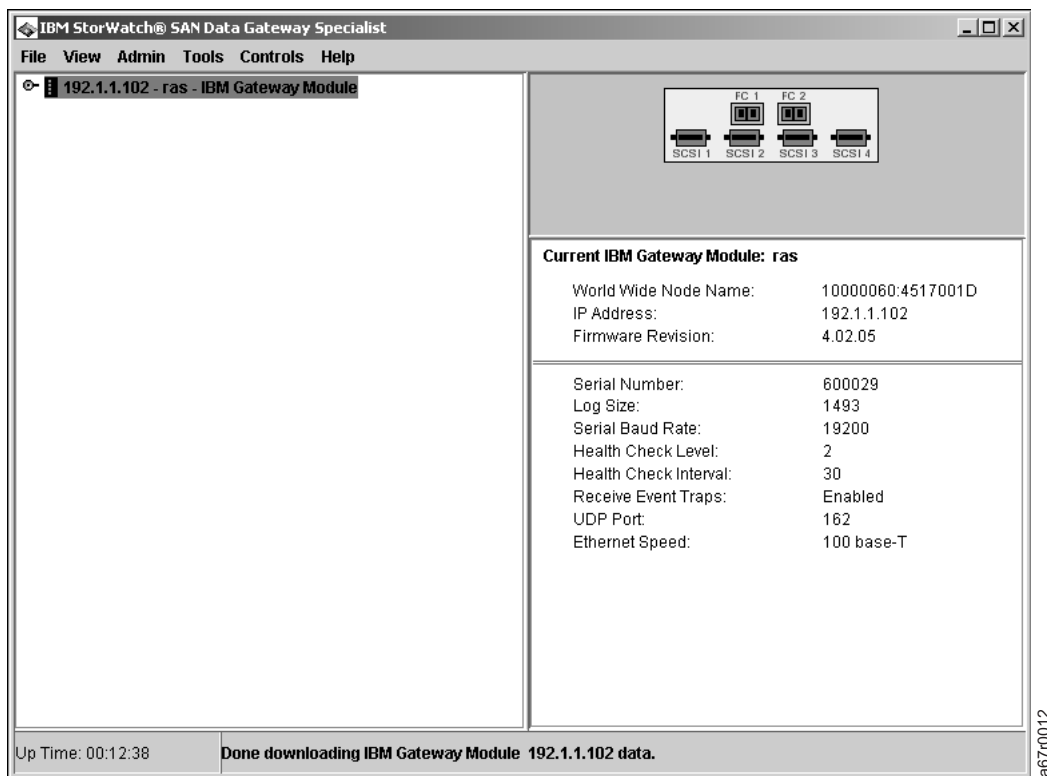 IBM StorWatch® SAN Data Gateway Specialist
File View Admin Tools Controls Help
192.1.1.102 - ras - IBM Gateway Module
FC 1 FC 2
SCSI 1 SCSI 2 SCSI 3 SCSI 4
Current IBM Gateway Module: ras
World Wide Node Name: 10000060:4517001D
IP Address: 192.1.1.102
Firmware Revision: 4.02.05
Serial Number: 600029
Log Size: 1493
Serial Baud Rate: 19200
Health Check Level: 2
Health Check Interval: 30
Receive Event Traps: Enabled
UDP Port: 162
Ethernet Speed: 100 base-T
Up Time: 00:12:38 Done downloading IBM Gateway Module 192.1.1.102 data.
a67r0012